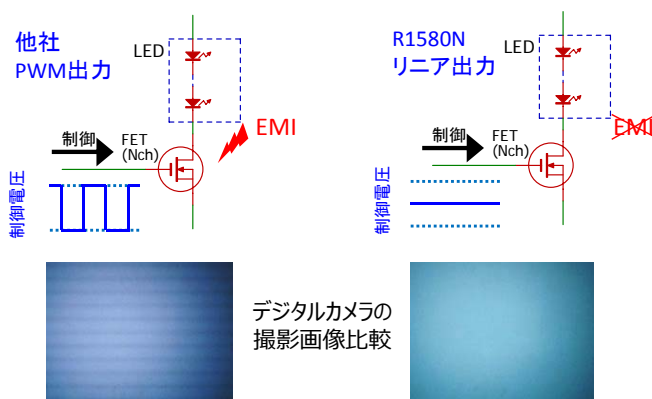 他社
PWM出力
LED
EMI
制御
FET
(Nch)
制御電圧
R1580N
リニア出力
LED
EMI
制御
FET
(Nch)
制御電圧
デジタルカメラの
撮影画像比較